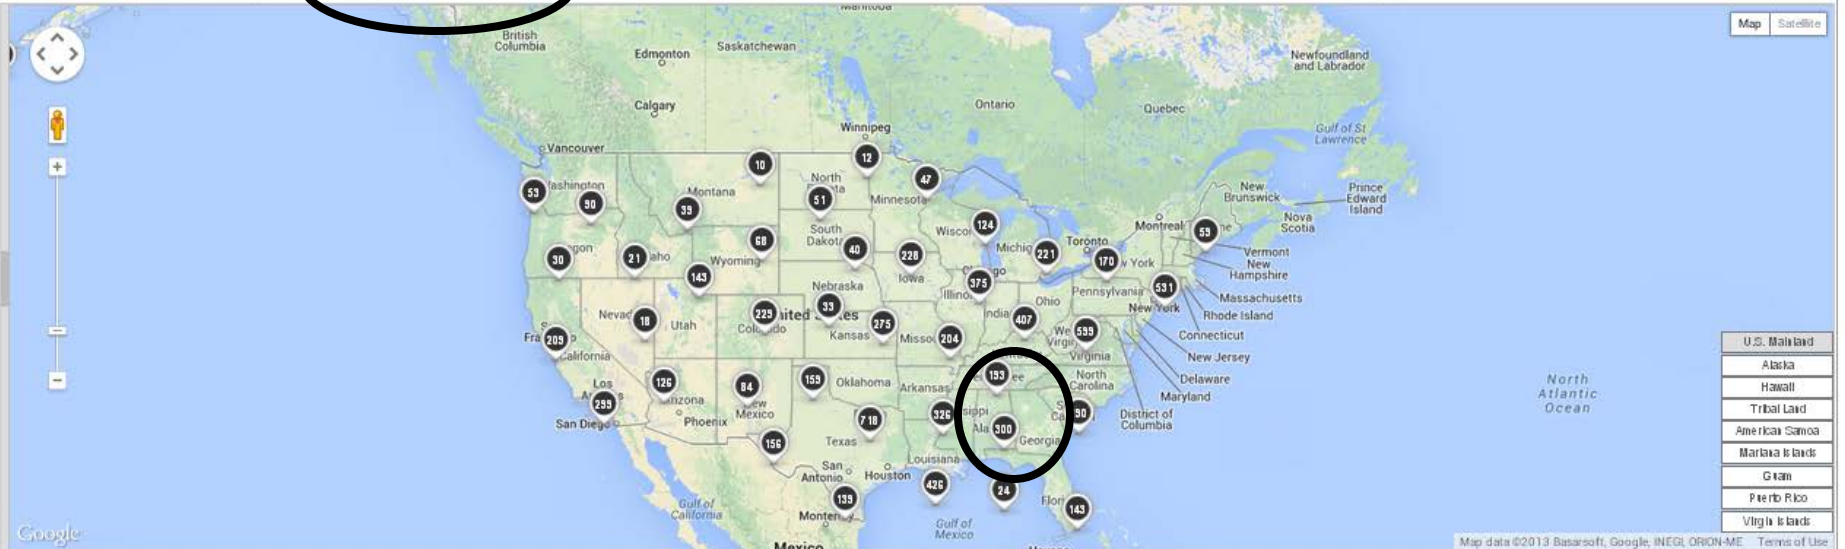 Manitoba
British
Columbia
Edmonton
Saskatchewan
Newfoundland
and Labrador
Map
Satellite
Calgary
Ontario
Quebec
Winnipeg
Gulf of St
Lawrence
Vancouver
10
12
47
53
90
Montana
39
North
51
Minnesota
New
Brunswick
Prince
Edward
Island
Nova
Scotia
Montreal
59
Vermont
New
Hampshire
30
21
143
68
Wyoming
South
40
228
Iowa
124
221
Toronto
170
Massachusetts
Rhode Island
Connecticut
New Jersey
Delaware
Maryland
District of
Columbia
375
Ohio
Pennsylvania
New York
531
Nebraska
33
229
18
Utah
Kansas
275
204
407
599
Virginia
209
California
Los
299
San Diego
126
Phoenix
84
New
Mexico
159
Oklahoma
Arkansas
193
North
Carolina
90
326
300
Georgia
718
Texas
156
Louisiana
San
Antonio
Houston
426
24
143
139
Gulf of
California
Gulf of
Mexico
Mexico
North
Atlantic
Ocean
U.S. Mainland
Alaska
Hawaii
Tribal Land
American Samoa
Mariana Islands
Guam
Puerto Rico
Virgin Islands
Google
Map data ©2013 Basarsoft, Google, INEGI, ORION-ME
Terms of Use